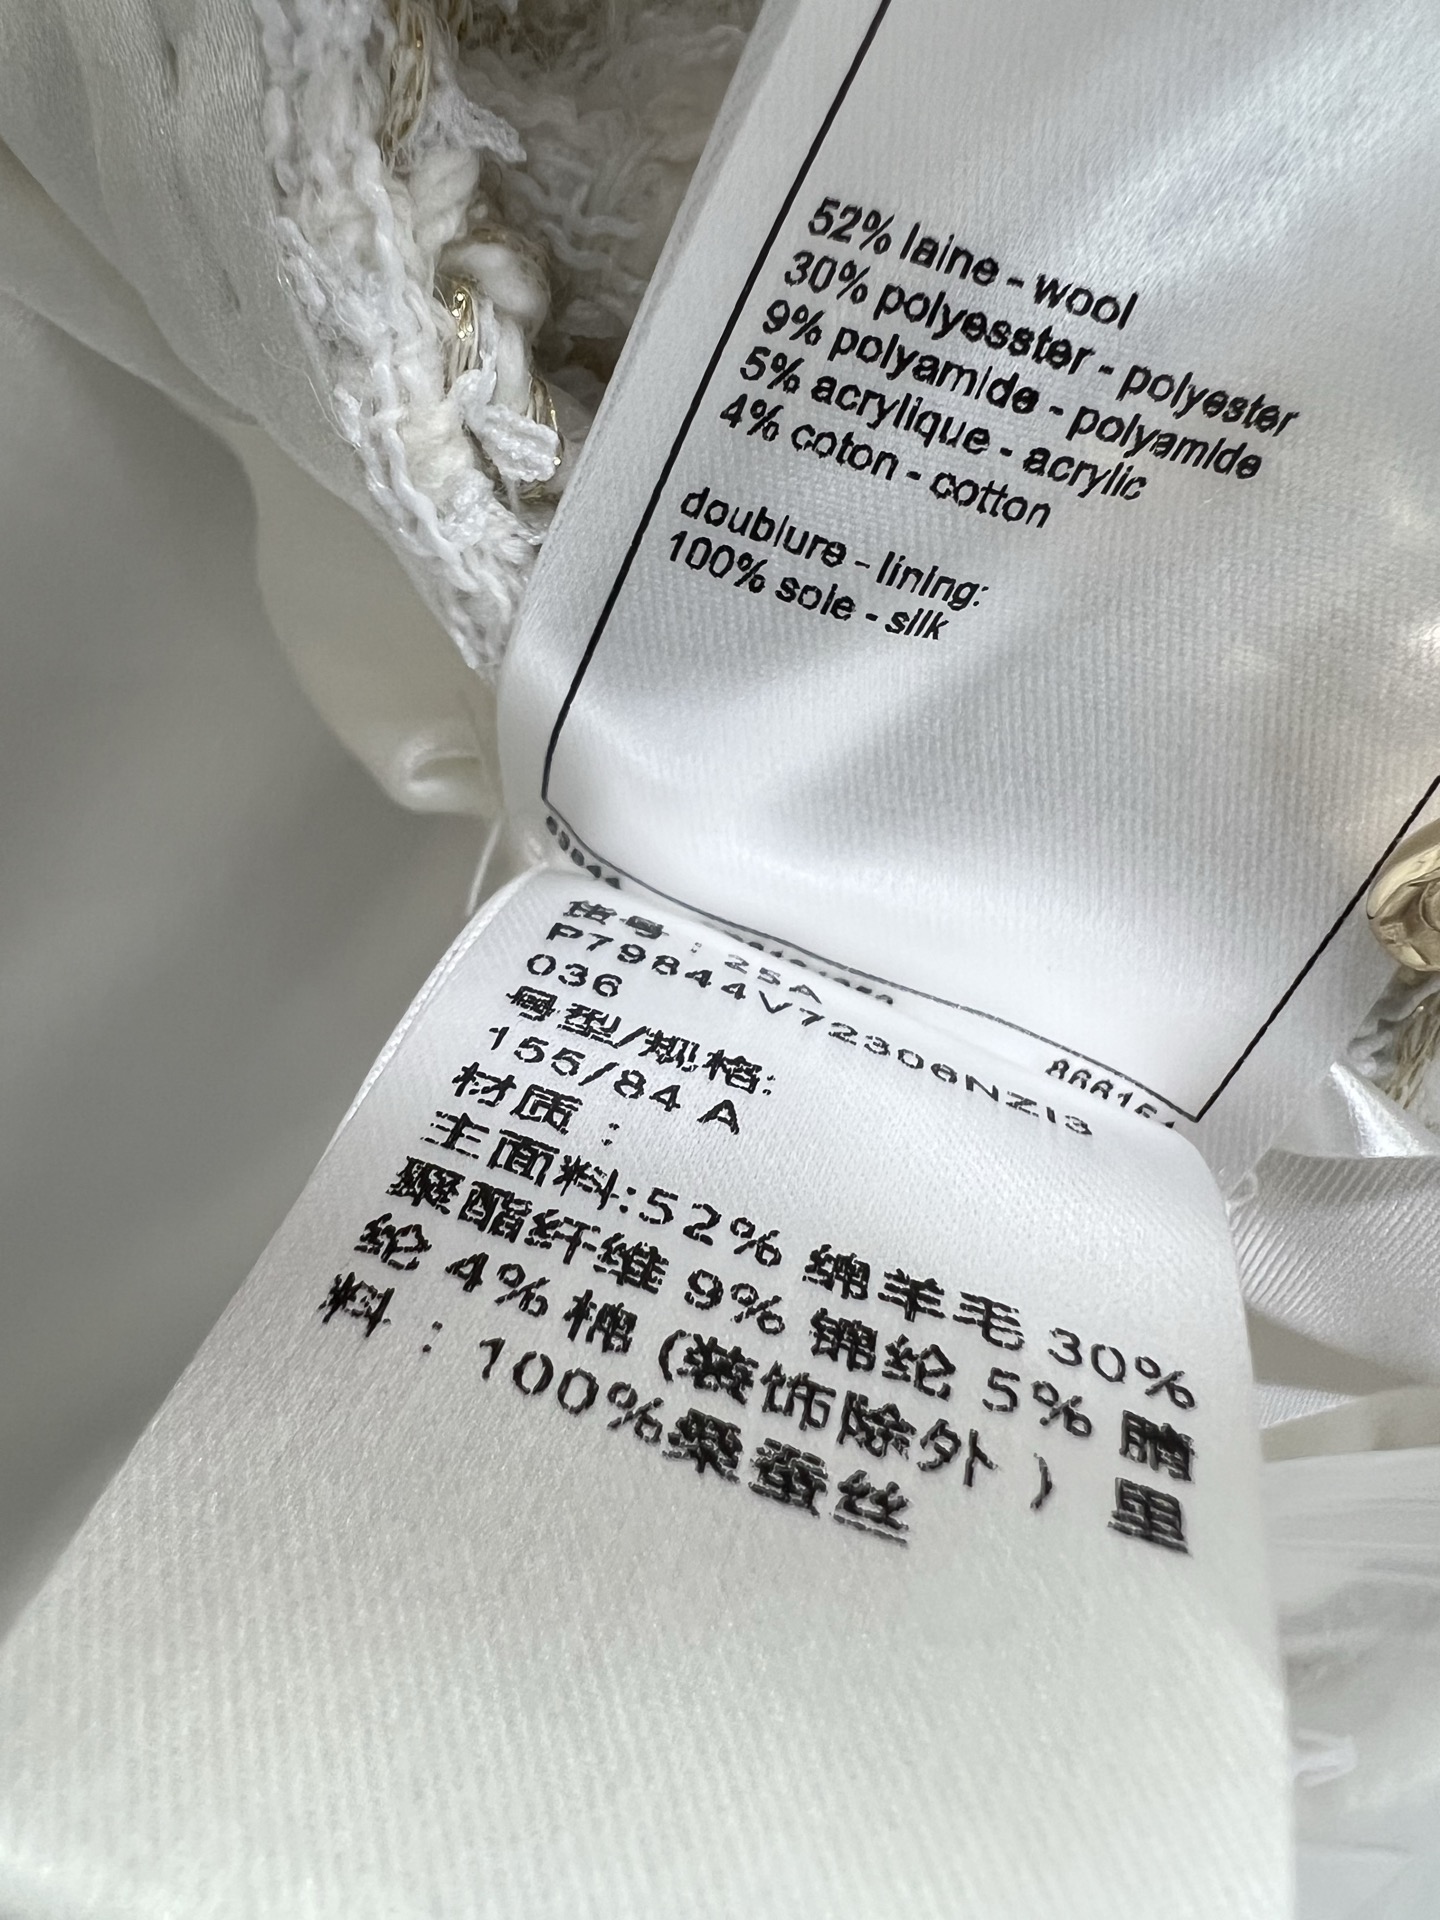 52% laine - wool
30% polyesster - polyester
9% polyamide - polyamide
5% acrylique - acrylic
4% coton - cotton
doublure - lining:
100% soie - silk
货号：25A
P79844V72306NZI3
036
号型/规格:
155/84 A
材质：
主面料:52% 绵羊毛 30%
聚酯纤维 9% 锦纶 5% 腈
纶 4% 棉 (装饰除外) 里
料：100%桑蚕丝